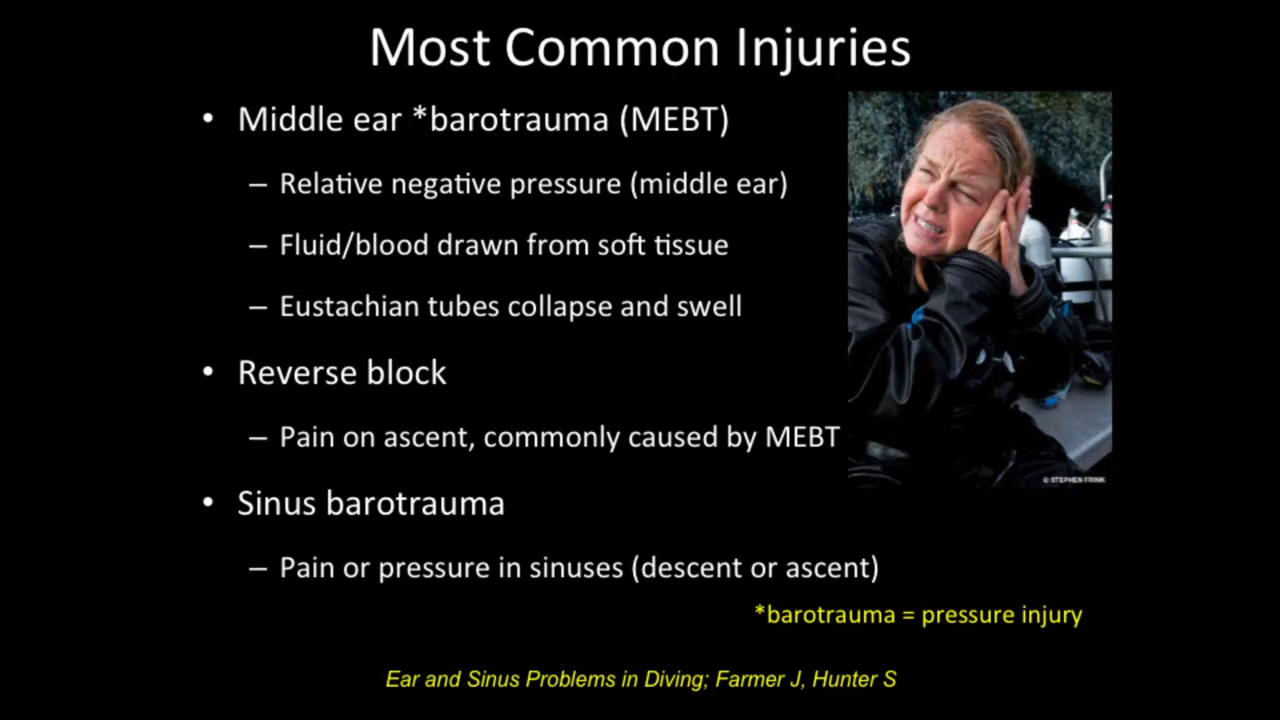 Most Common Injuries
• Middle ear *barotrauma (MEBT)
– Relative negative pressure (middle ear)
– Fluid/blood drawn from soft tissue
– Eustachian tubes collapse and swell
• Reverse block
– Pain on ascent, commonly caused by MEBT
• Sinus barotrauma
– Pain or pressure in sinuses (descent or ascent)
*barotrauma = pressure injury
Ear and Sinus Problems in Diving; Farmer J, Hunter S
© STEPHEN FRINK